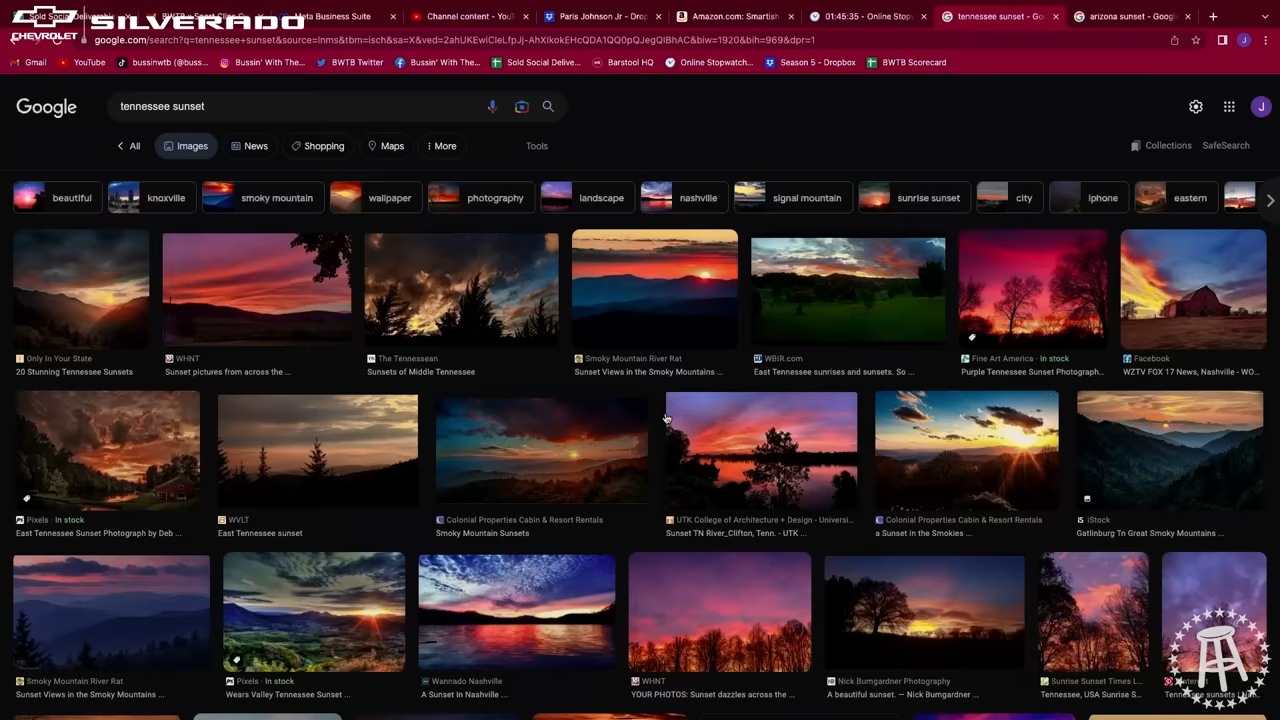 SILVERADO
CHEVROLET
Meta Business Suite
Channel content - YouT
Paris Johnson Jr - Drop
Amazon.com: Smartish
01:45:35 - Online Stop
tennessee sunset - Goo
arizona sunset - Google
google.com/search?q=tennessee+sunset&source=lnms&tbm=isch&sa=X&ved=2ahUKEwiCleLfpJj-AhXlkokEHcQDA1QQ0pQJegQIBhAC&biw=1920&bih=969&dpr=1
Gmail
YouTube
bussinwtb (@buss...
Bussin' With The...
BWTB Twitter
Bussin' With The...
Sold Social Delive...
Barstool HQ
Online Stopwatch...
Season 5 - Dropbox
BWTB Scorecard
Google
tennessee sunset
J
All
Images
News
Shopping
Maps
More
Tools
Collections
SafeSearch
beautiful
knoxville
smoky mountain
wallpaper
photography
landscape
nashville
signal mountain
sunrise sunset
city
iphone
eastern
Only In Your State
20 Stunning Tennessee Sunsets
WHNT
Sunset pictures from across the ...
The Tennessean
Sunsets of Middle Tennessee
Smoky Mountain River Rat
Sunset Views in the Smoky Mountains ...
WBIR.com
East Tennessee sunrises and sunsets. So ...
Fine Art America · In stock
Purple Tennessee Sunset Photograph...
Facebook
WZTV FOX 17 News, Nashville - WO...
Pixels · In stock
East Tennessee Sunset Photograph by Deb ...
WVLT
East Tennessee sunset
Colonial Properties Cabin & Resort Rentals
Smoky Mountain Sunsets
UTK College of Architecture + Design - Universi...
Sunset TN River_Clifton, Tenn. - UTK ...
Colonial Properties Cabin & Resort Rentals
a Sunset in the Smokies ...
iStock
Gatlinburg Tn Great Smoky Mountains ...
Smoky Mountain River Rat
Sunset Views in the Smoky Mountains ...
Pixels · In stock
Wears Valley Tennessee Sunset ...
Wannado Nashville
A Sunset In Nashville ...
WHNT
YOUR PHOTOS: Sunset dazzles across the ...
Nick Bumgardner Photography
A beautiful sunset. — Nick Bumgardner ...
Sunrise Sunset Times L...
Tennessee, USA Sunrise S...